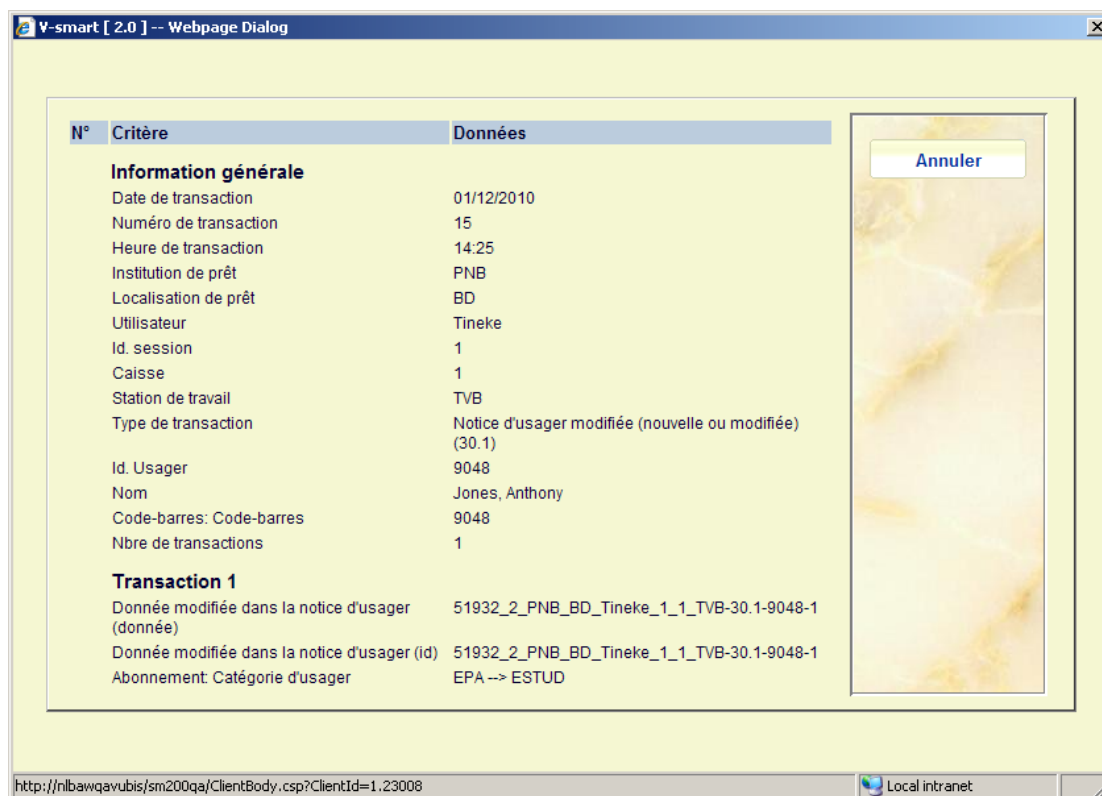 V-smart [ 2.0 ] -- Webpage Dialog
N° Critère Données
Annuler
Information générale
Date de transaction 01/12/2010
Numéro de transaction 15
Heure de transaction 14:25
Institution de prêt PNB
Localisation de prêt BD
Utilisateur Tineke
Id. session 1
Caisse 1
Station de travail TVB
Type de transaction Notice d'usager modifiée (nouvelle ou modifiée)
(30.1)
Id. Usager 9048
Nom Jones, Anthony
Code-barres: Code-barres 9048
Nbre de transactions 1
Transaction 1
Donnée modifiée dans la notice d'usager 51932_2_PNB_BD_Tineke_1_1_TVB-30.1-9048-1
(donnée)
Donnée modifiée dans la notice d'usager (id) 51932_2_PNB_BD_Tineke_1_1_TVB-30.1-9048-1
Abonnement: Catégorie d'usager EPA --> ESTUD
http://nlbawqavubis/sm200qa/ClientBody.csp?ClientId=1.23008 Local intranet